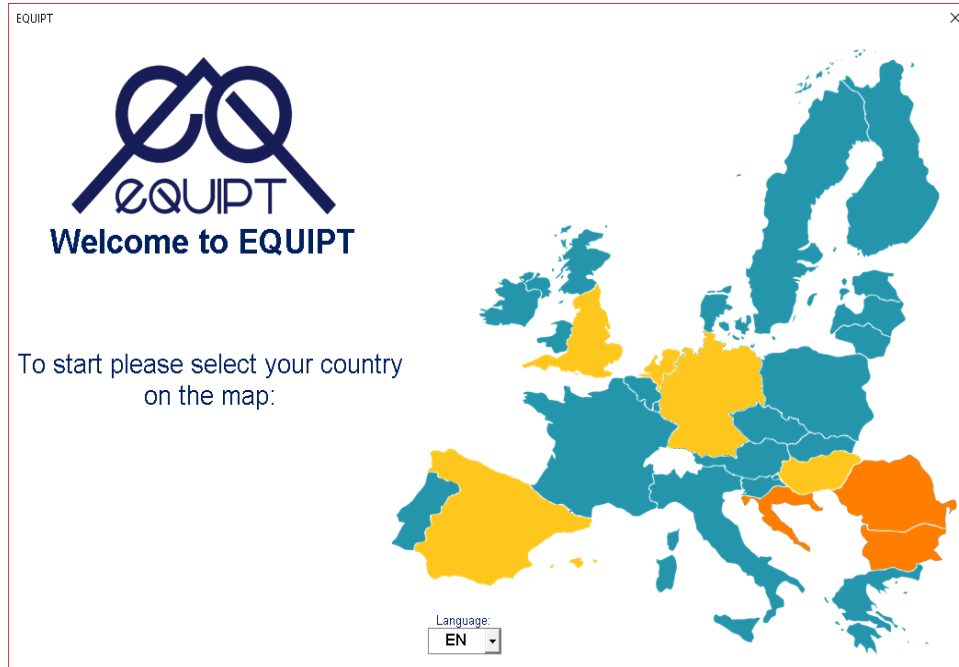 EQUIPT
eQUIPT
Welcome to EQUIPT
To start please select your country
on the map:
Language:
EN